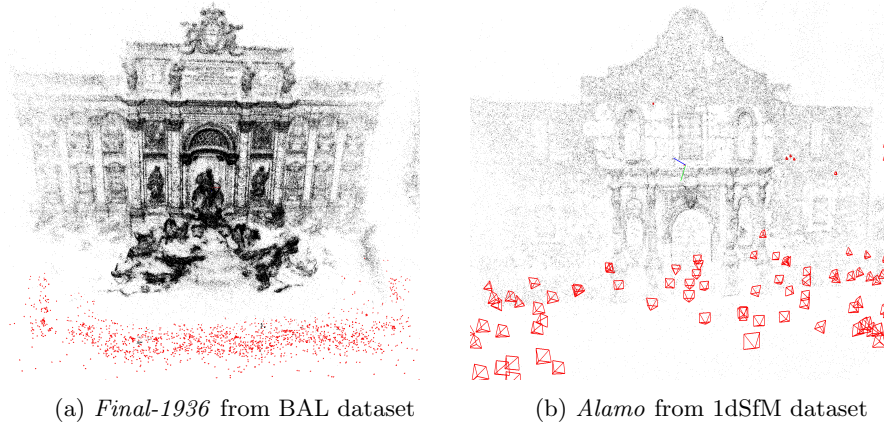 (a) Final-1936 from BAL dataset
(b) Alamo from 1dSfM dataset